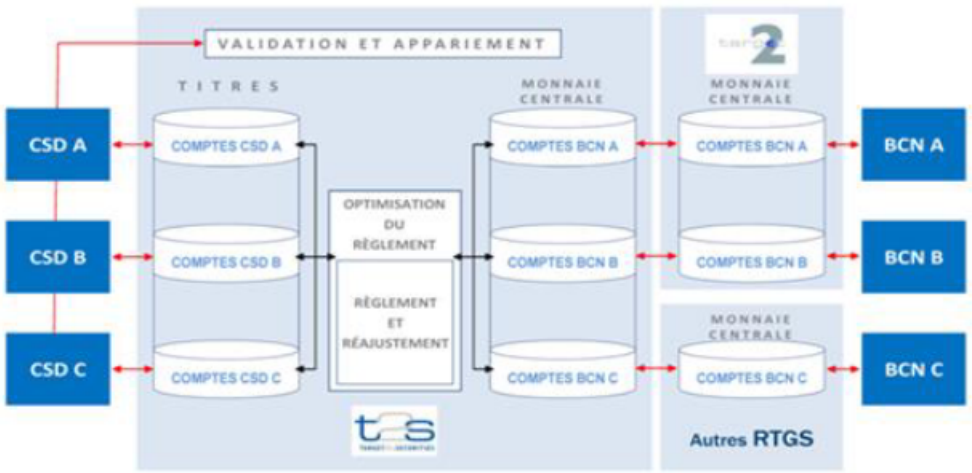 VALIDATION ET APPARIEMENT
TITRES
MONNAIE
CENTRALE
target 2
MONNAIE
CENTRALE
CSD A
COMPTES CSD A
COMPTES BCN A
COMPTES BCN A
BCN A
OPTIMISATION
DU
RÈGLEMENT
CSD B
COMPTES CSD B
COMPTES BCN B
COMPTES BCN B
BCN B
RÈGLEMENT
ET
RÉAJUSTEMENT
MONNAIE
CENTRALE
CSD C
COMPTES CSD C
COMPTES BCN C
COMPTES BCN C
BCN C
t2s
Autres RTGS